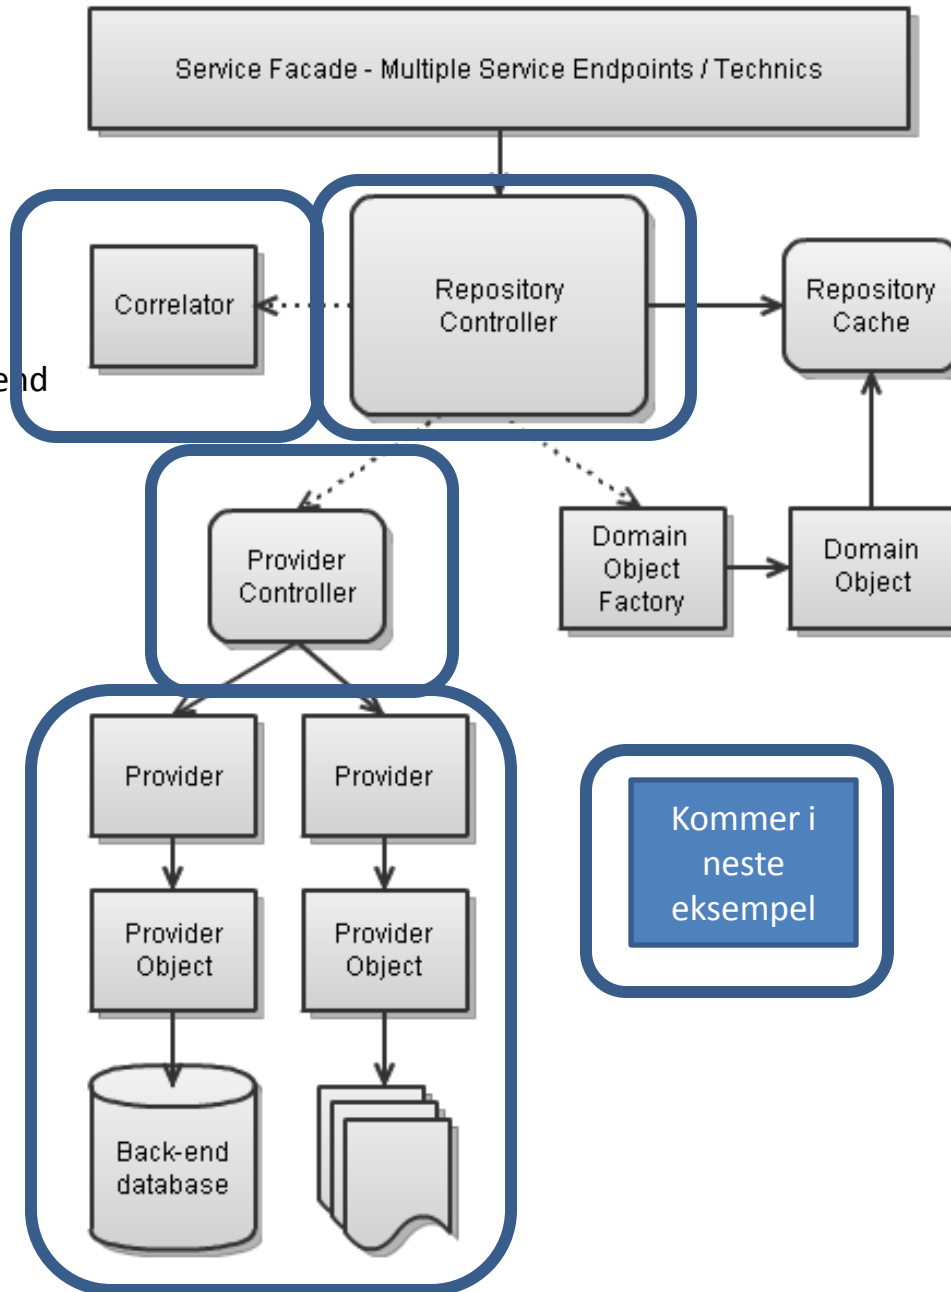 Service Facade - Multiple Service Endpoints / Technics
Correlator
Repository
Controller
Repository
Cache
end
Provider
Controller
Domain
Object
Factory
Domain
Object
Provider
Provider
Kommer i
neste
eksempel
Provider
Object
Provider
Object
Back-end
database